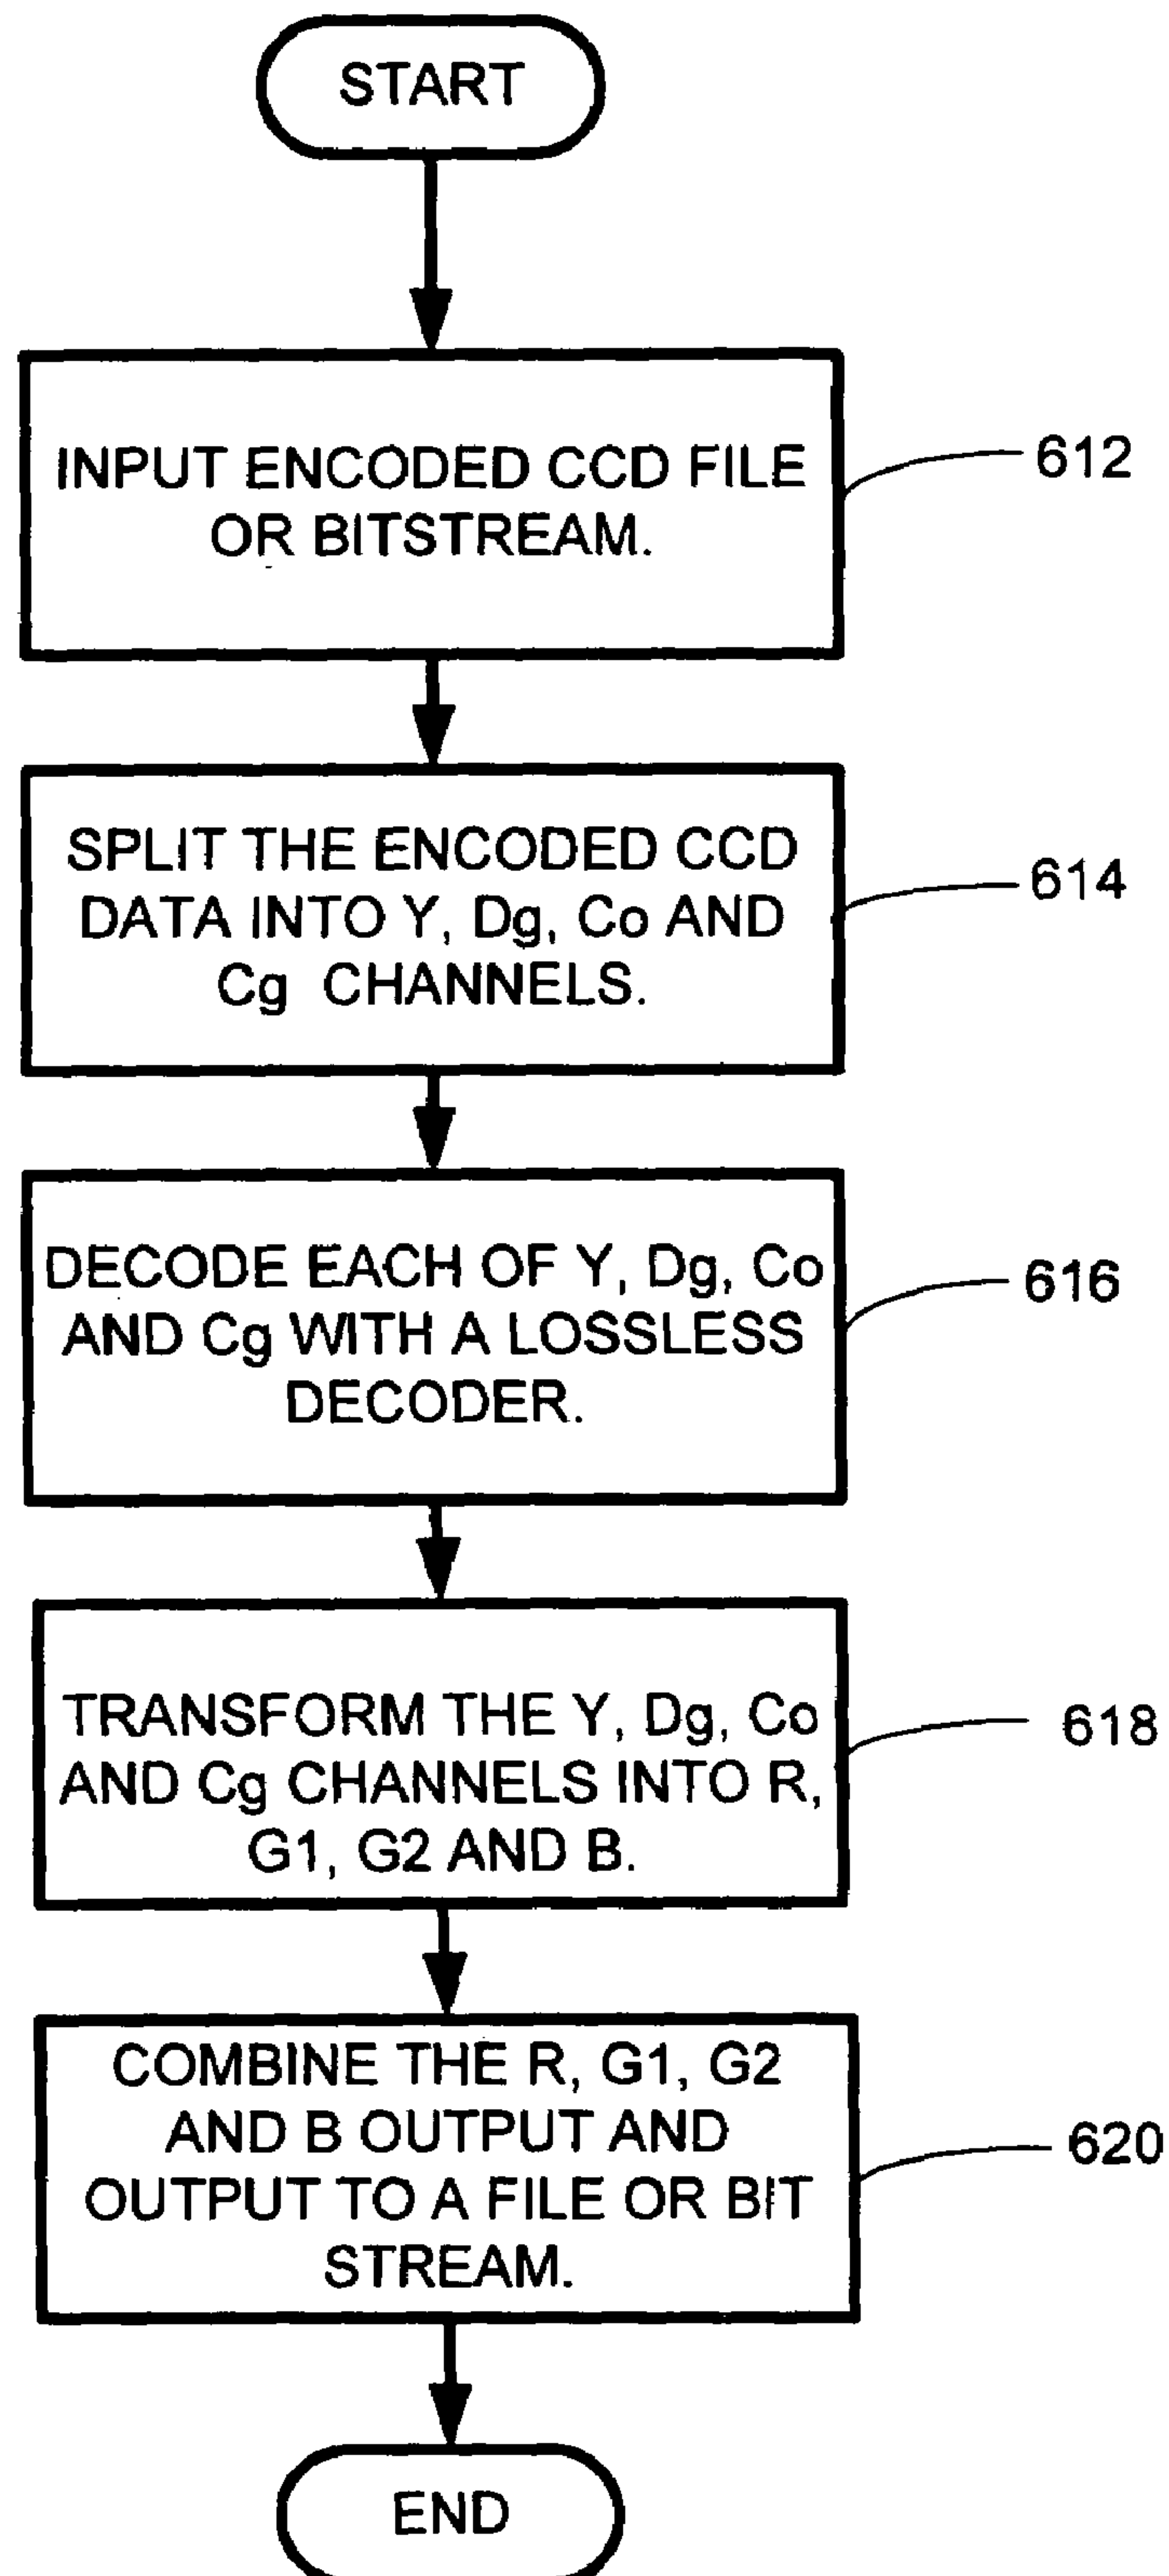 START
INPUT ENCODED CCD FILE
OR BITSTREAM.
612
SPLIT THE ENCODED CCD
DATA INTO Y, Dg, Co AND
Cg CHANNELS.
614
DECODE EACH OF Y, Dg, Co
AND Cg WITH A LOSSLESS
DECODER.
616
TRANSFORM THE Y, Dg, Co
AND Cg CHANNELS INTO R,
G1, G2 AND B.
618
COMBINE THE R, G1, G2
AND B OUTPUT AND
OUTPUT TO A FILE OR BIT
STREAM.
620
END